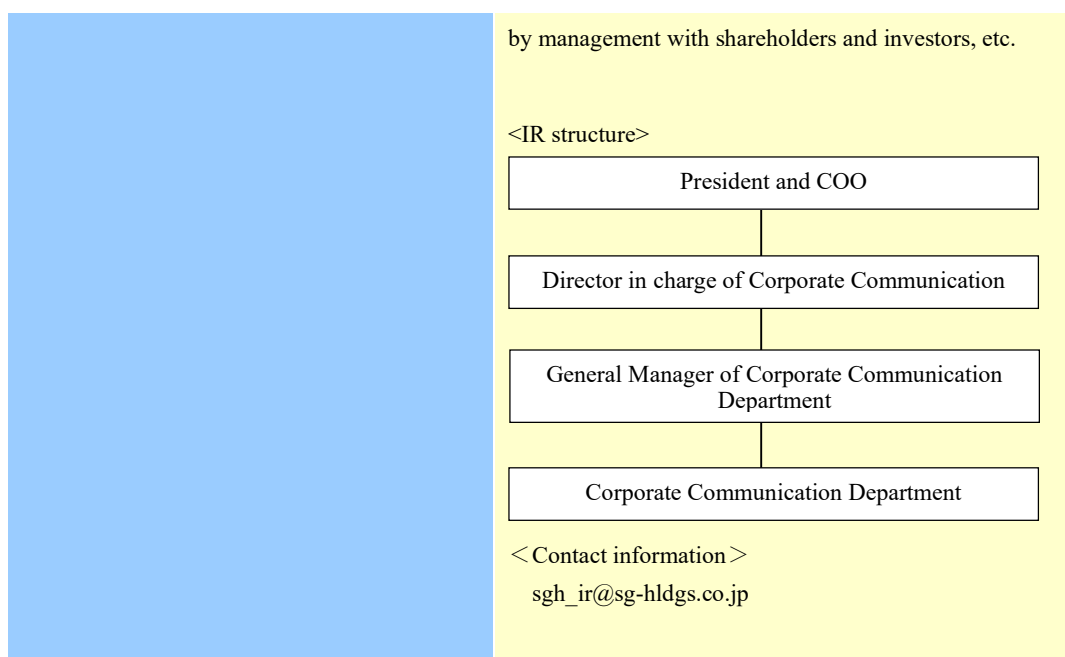 by management with shareholders and investors, etc.
<IR structure>
President and COO
Director in charge of Corporate Communication
General Manager of Corporate Communication
Department
Corporate Communication Department
＜Contact information＞
sgh_ir@sg-hldgs.co.jp